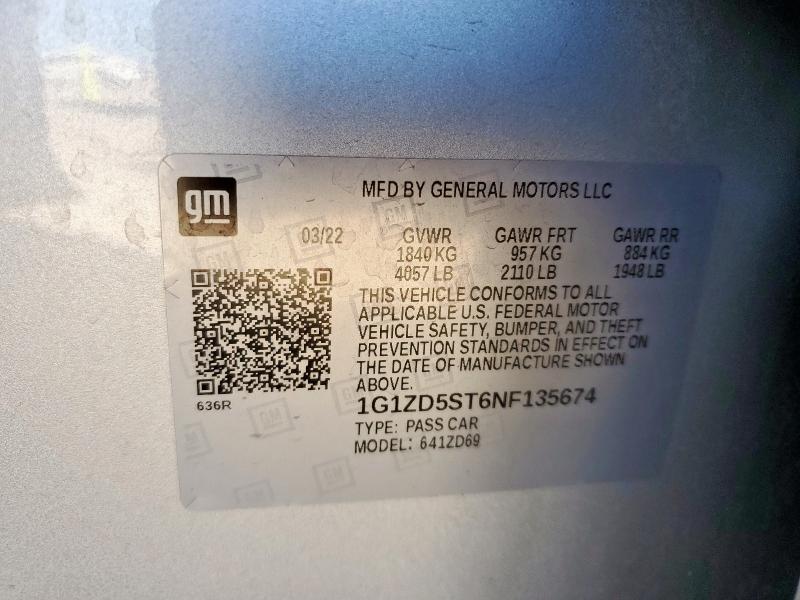 gm
MFD BY GENERAL MOTORS LLC
03/22 GVWR GAWR FRT GAWR RR
1840 KG 957 KG 884 KG
4057 LB 2110 LB 1948 LB
THIS VEHICLE CONFORMS TO ALL
APPLICABLE U.S. FEDERAL MOTOR
VEHICLE SAFETY, BUMPER, AND THEFT
PREVENTION STANDARDS IN EFFECT ON
THE DATE OF MANUFACTURE SHOWN
ABOVE.
636R
1G1ZD5ST6NF135674
TYPE: PASS CAR
MODEL: 641ZD69